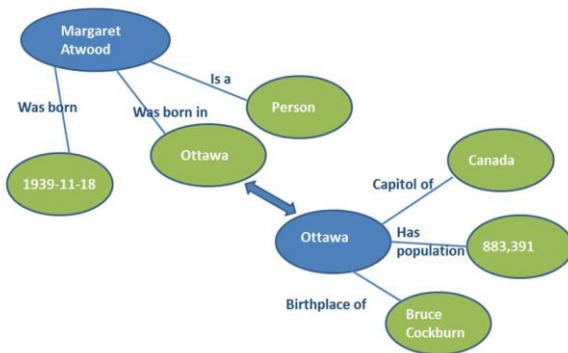 Margaret
Atwood
Is a
Was born
Was born in
Person
Ottawa
1939-11-18
Canada
Capitol of
Ottawa
Has
population
883,391
Birthplace of
Bruce
Cockburn